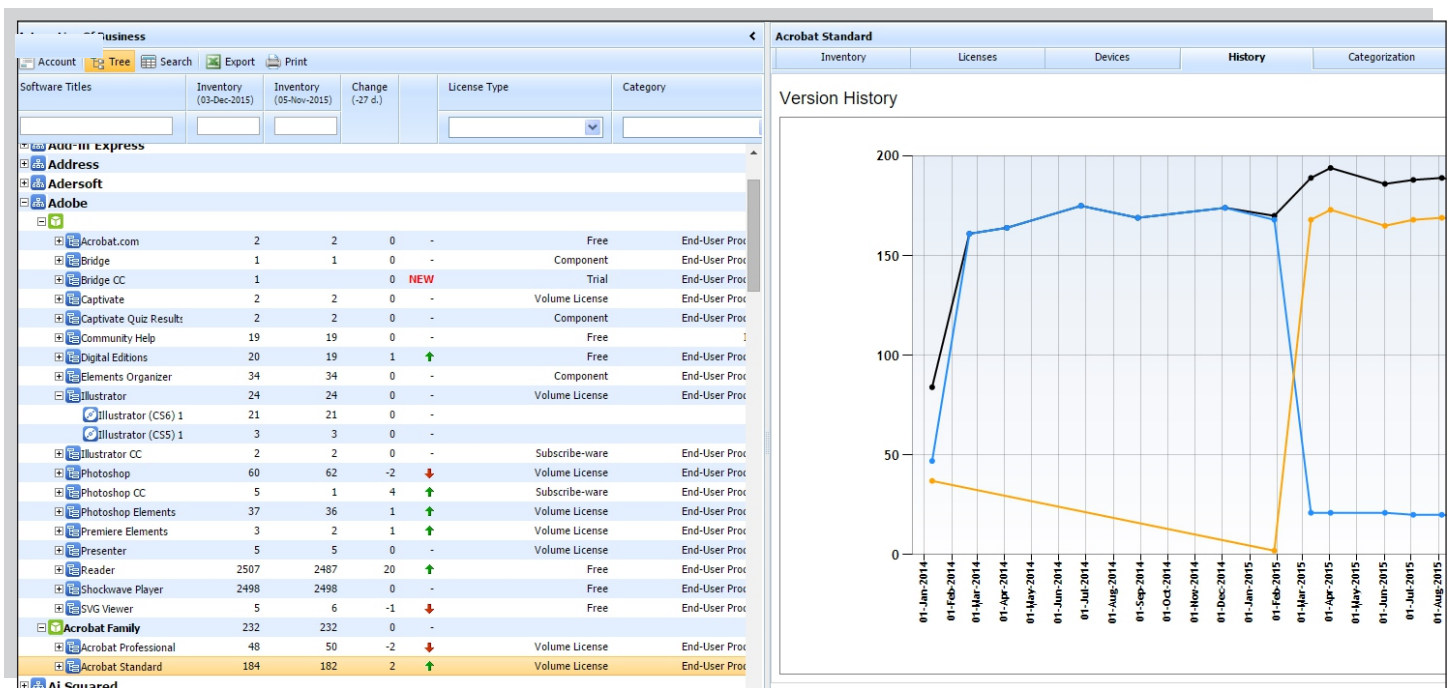 Business
Account Tree Search Export Print
Software Titles Inventory Inventory Change License Type Category
(03-Dec-2015) (05-Nov-2015) (-27 d.)
Add-in Express
Address
Adersoft
Adobe
Acrobat.com 2 2 0 - Free End-User Proc
Bridge 1 1 0 - Component End-User Proc
Bridge CC 1 0 NEW Trial End-User Proc
Captivate 2 2 0 - Volume License End-User Proc
Captivate Quiz Results 2 2 0 - Component End-User Proc
Community Help 19 19 0 - Free
Digital Editions 20 19 1 Free End-User Proc
Elements Organizer 34 34 0 - Component End-User Proc
Illustrator 24 24 0 - Volume License End-User Proc
Illustrator (CS6) 1 21 21 0 -
Illustrator (CS5) 1 3 3 0 -
Illustrator CC 2 2 0 - Subscribe-ware End-User Proc
Photoshop 60 62 -2 Volume License End-User Proc
Photoshop CC 5 1 4 Subscribe-ware End-User Proc
Photoshop Elements 37 36 1 Volume License End-User Proc
Premiere Elements 3 2 1 Volume License End-User Proc
Presenter 5 5 0 - Volume License End-User Proc
Reader 2507 2487 20 Free End-User Proc
Shockwave Player 2498 2498 0 - Free End-User Proc
SVG Viewer 5 6 -1 Free End-User Proc
Acrobat Family 232 232 0 -
Acrobat Professional 48 50 -2 Volume License End-User Proc
Acrobat Standard 184 182 2 Volume License End-User Proc
Ai Squared
Acrobat Standard
Inventory Licenses Devices History Categorization
Version History
200
150
100
50
0
01-Jan-2014
01-Feb-2014
01-Mar-2014
01-Apr-2014
01-May-2014
01-Jun-2014
01-Jul-2014
01-Aug-2014
01-Sep-2014
01-Oct-2014
01-Nov-2014
01-Dec-2014
01-Jan-2015
01-Feb-2015
01-Mar-2015
01-Apr-2015
01-May-2015
01-Jun-2015
01-Jul-2015
01-Aug-2015